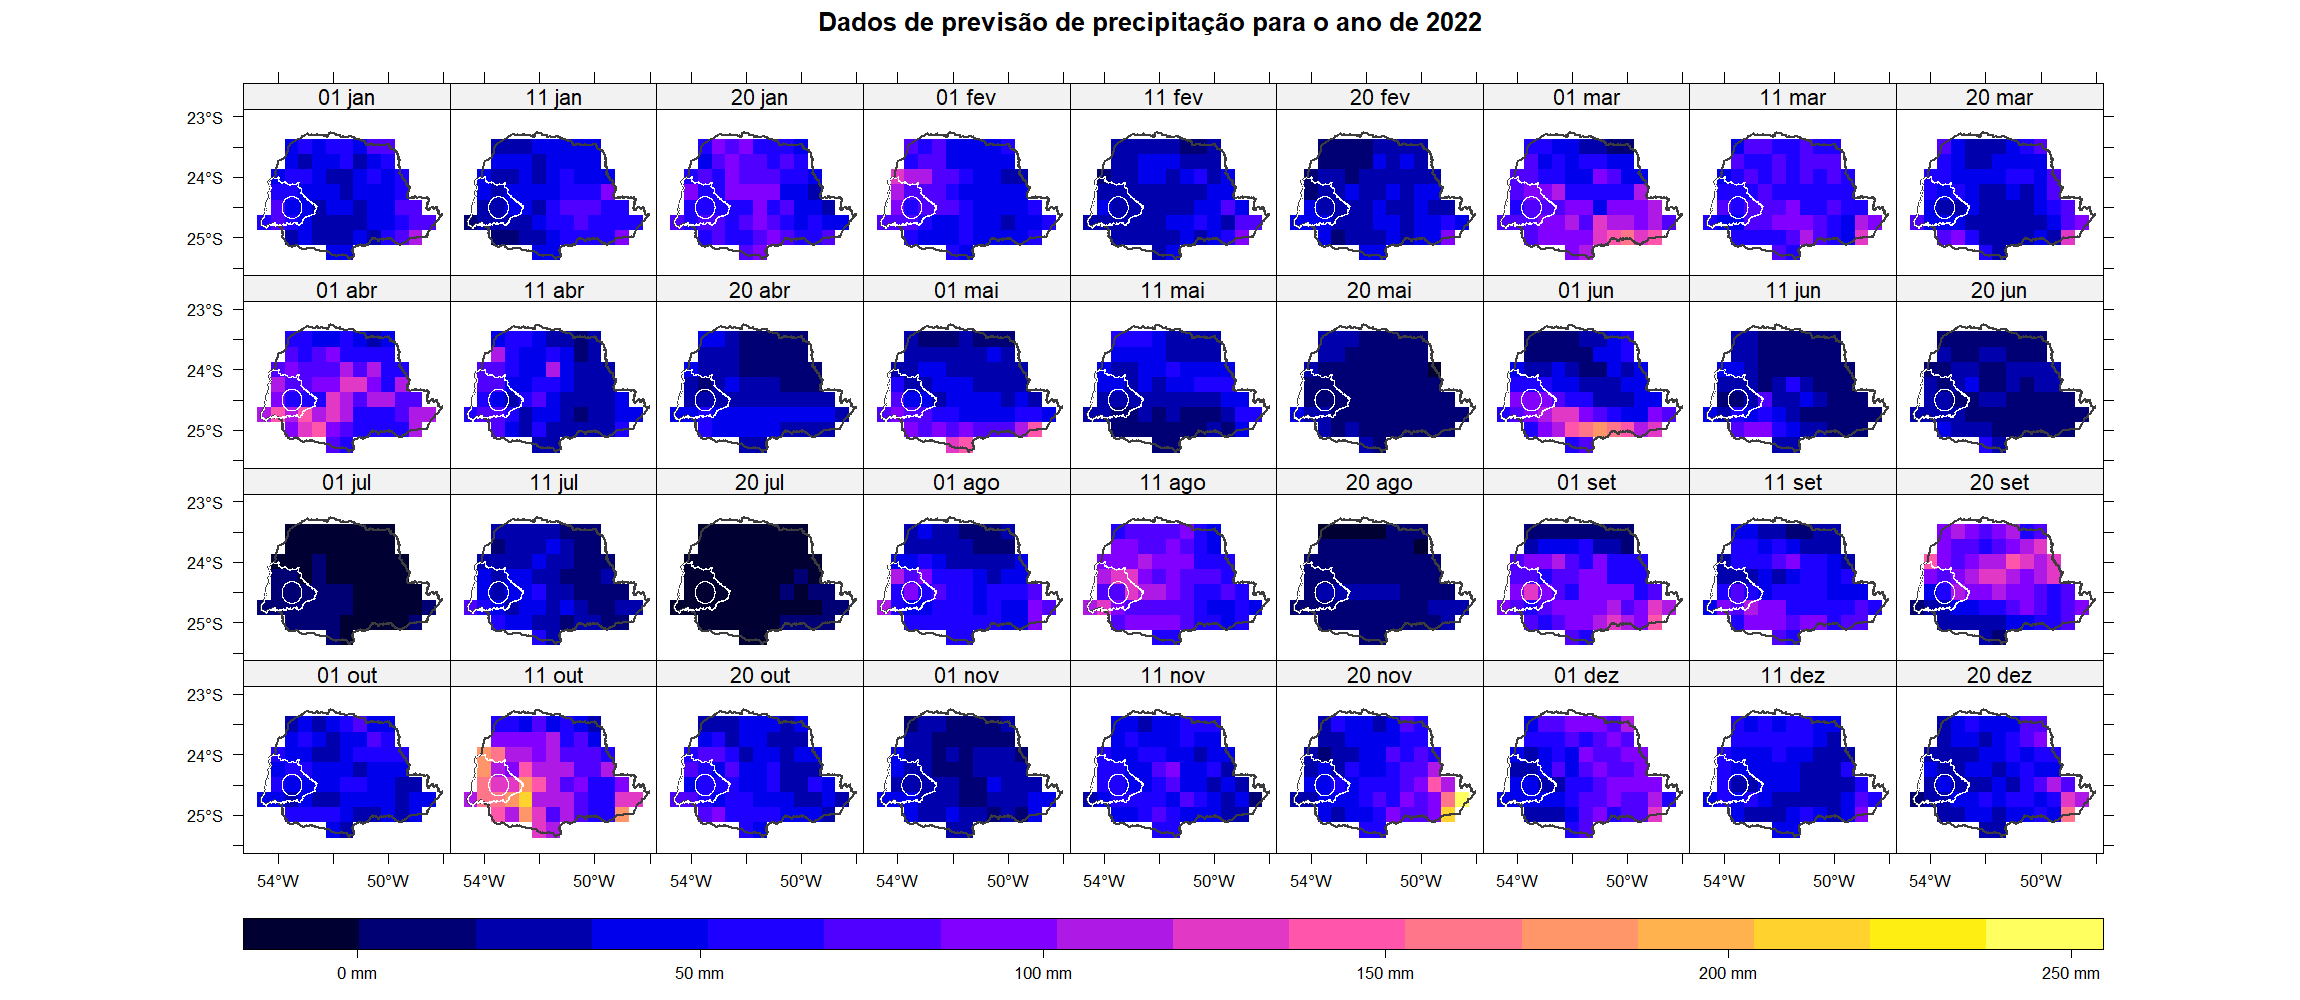 Dados de previsão de precipitação para o ano de 2022
01 jan 11 jan 20 jan 01 fev 11 fev 20 fev 01 mar 11 mar 20 mar
23°S
24°S
25°S
01 abr 11 abr 20 abr 01 mai 11 mai 20 mai 01 jun 11 jun 20 jun
23°S
24°S
25°S
01 jul 11 jul 20 jul 01 ago 11 ago 20 ago 01 set 11 set 20 set
23°S
24°S
25°S
01 out 11 out 20 out 01 nov 11 nov 20 nov 01 dez 11 dez 20 dez
23°S
24°S
25°S
54°W 50°W 54°W 50°W 54°W 50°W 54°W 50°W 54°W 50°W 54°W 50°W 54°W 50°W 54°W 50°W 54°W 50°W
0 mm 50 mm 100 mm 150 mm 200 mm 250 mm